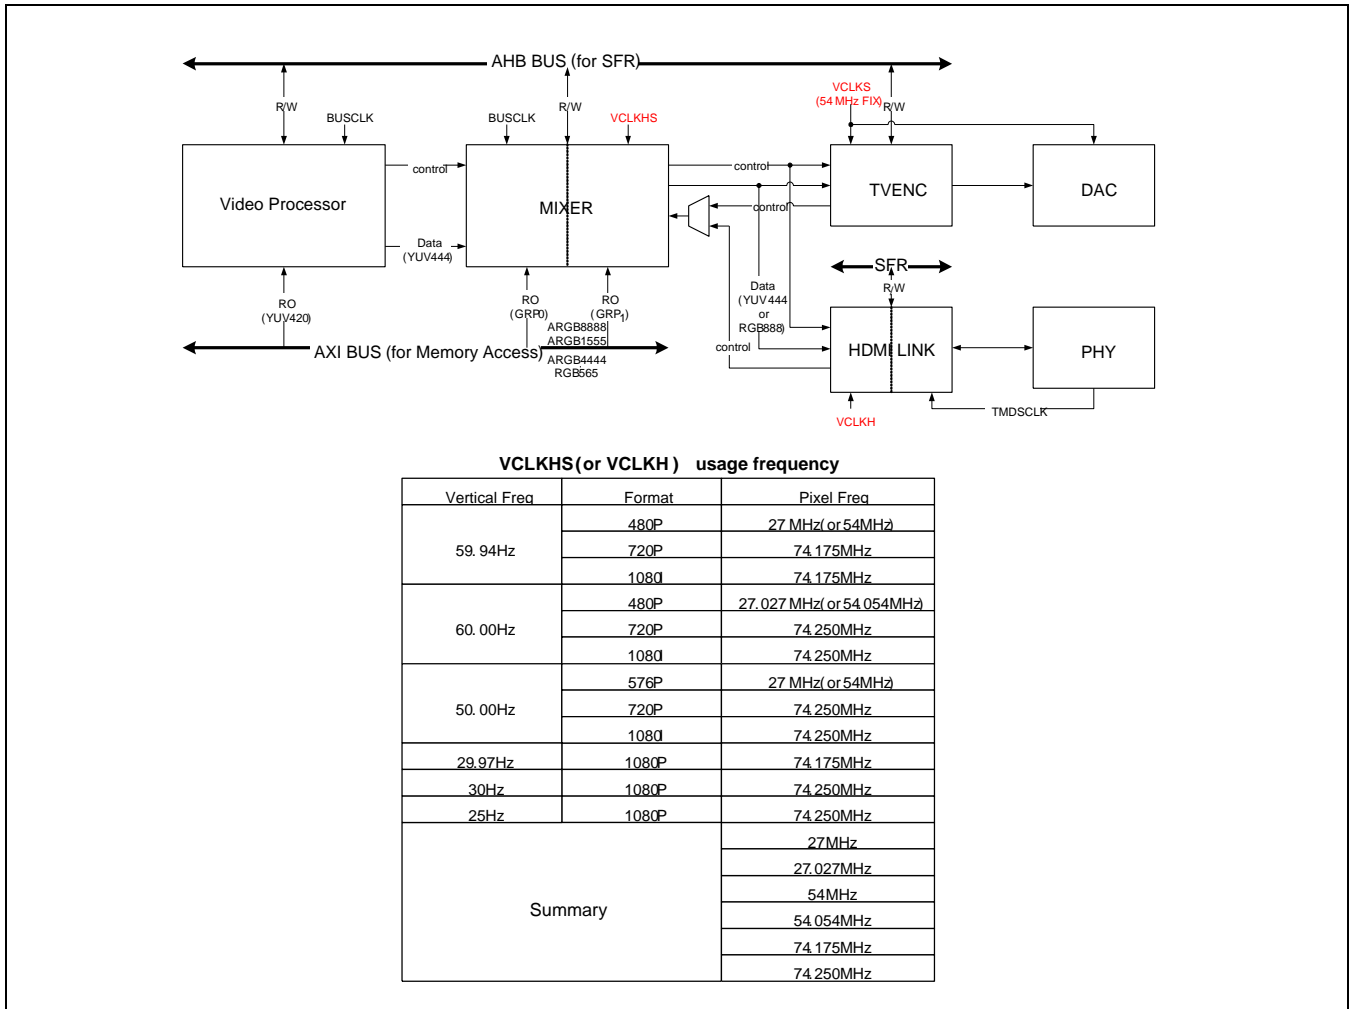 AHB BUS (for SFR)
VCLKS
(54 MHz FIX)
R/W
R/W
R/W
BUSCLK
BUSCLK
VCLKHS
control
control
Video Processor
MIXER
TVENC
DAC
control
Data
(YUV444)
SFR
R/W
RO
(YUV420)
RO
(GRP0)
RO
(GRP1)
Data
(YUV444
or
RGB888)
ARGB8888
ARGB1555
AXI BUS (for Memory Access)
ARGB4444
RGB565
control
HDMI LINK
PHY
TMDSCLK
VCLKH
VCLKHS(or VCLKH ) usage frequency
Vertical Freq Format Pixel Freq
59. 94Hz
480P 27 MHz( or 54MHz)
720P 74.175MHz
1080I 74.175MHz
60. 00Hz
480P 27. 027 MHz( or 54.054MHz)
720P 74.250MHz
1080I 74.250MHz
50. 00Hz
576P 27 MHz( or 54MHz)
720P 74.250MHz
1080I 74.250MHz
29.97Hz 1080P 74.175MHz
30Hz 1080P 74.250MHz
25Hz 1080P 74.250MHz
Summary
27MHz
27.027MHz
54MHz
54.054MHz
74.175MHz
74.250MHz